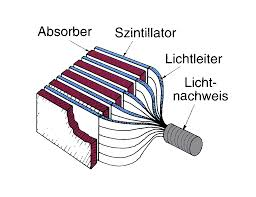 Absorber
Szintillator
Lichtleiter
Licht-
nachweis